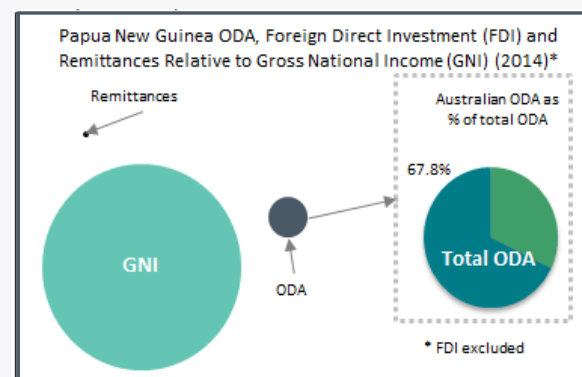 Papua New Guinea ODA, Foreign Direct Investment (FDI) and
Remittances Relative to Gross National Income (GNI) (2014)*
Remittances
Australian ODA as
% of total ODA
67.8%
GNI
Total ODA
ODA
* FDI excluded